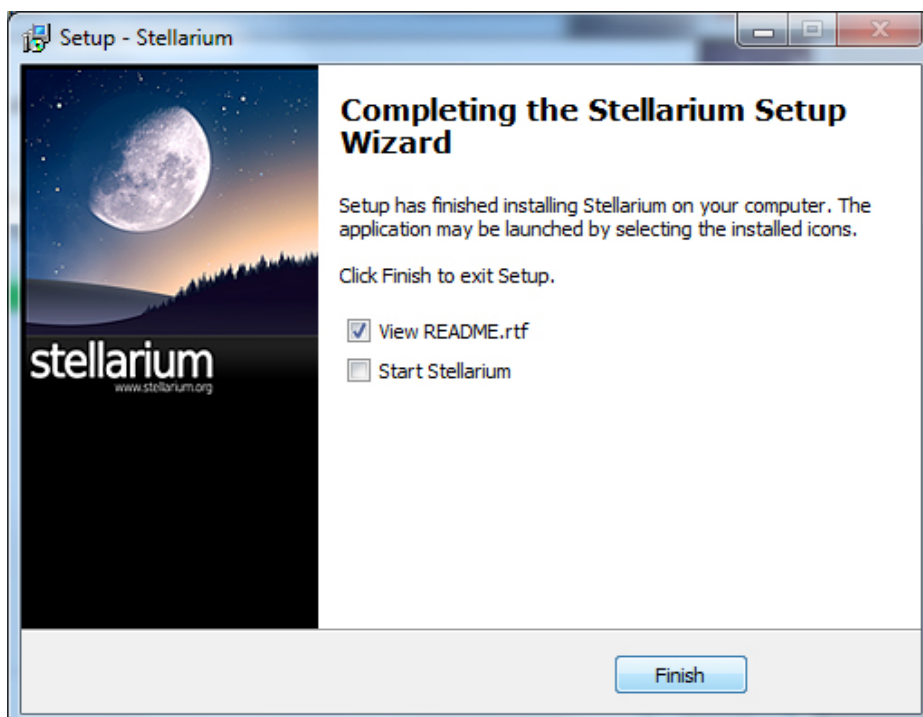 Setup - Stellarium
Completing the Stellarium Setup
Wizard
Setup has finished installing Stellarium on your computer. The
application may be launched by selecting the installed icons.
Click Finish to exit Setup.
View README.rtf
Start Stellarium
stellarium
www.stellarium.org
Finish